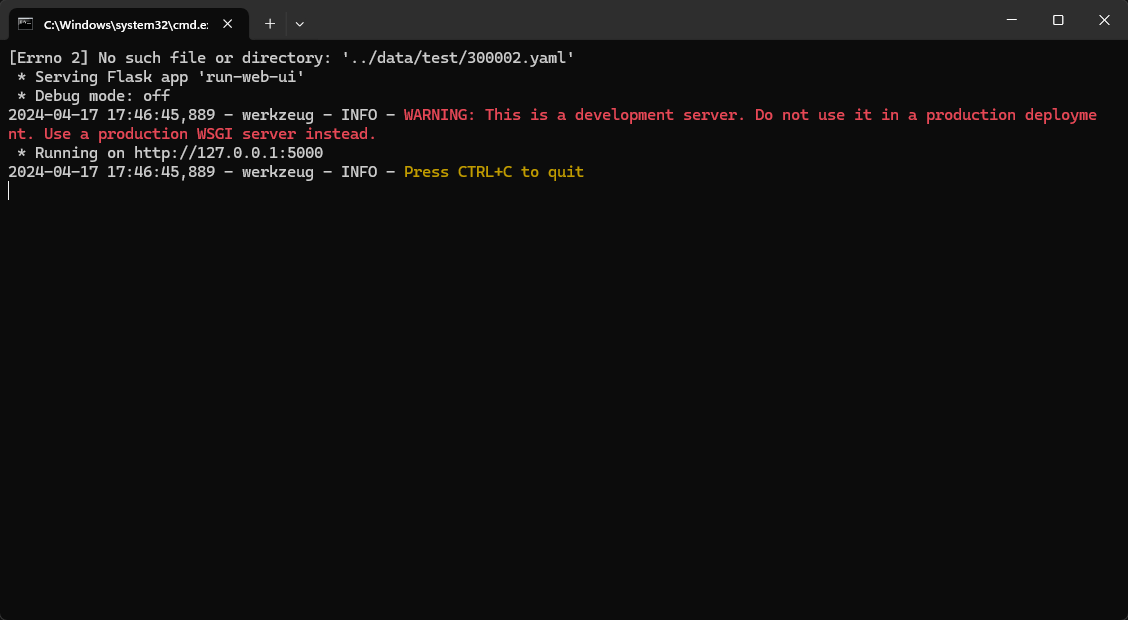 C:\Windows\system32\cmd.e:
[Errno 2] No such file or directory: '../data/test/300002.yaml'
 * Serving Flask app 'run-web-ui'
 * Debug mode: off
2024-04-17 17:46:45,889 - werkzeug - INFO - WARNING: This is a development server. Do not use it in a production deployme
nt. Use a production WSGI server instead.
 * Running on http://127.0.0.1:5000
2024-04-17 17:46:45,889 - werkzeug - INFO - Press CTRL+C to quit